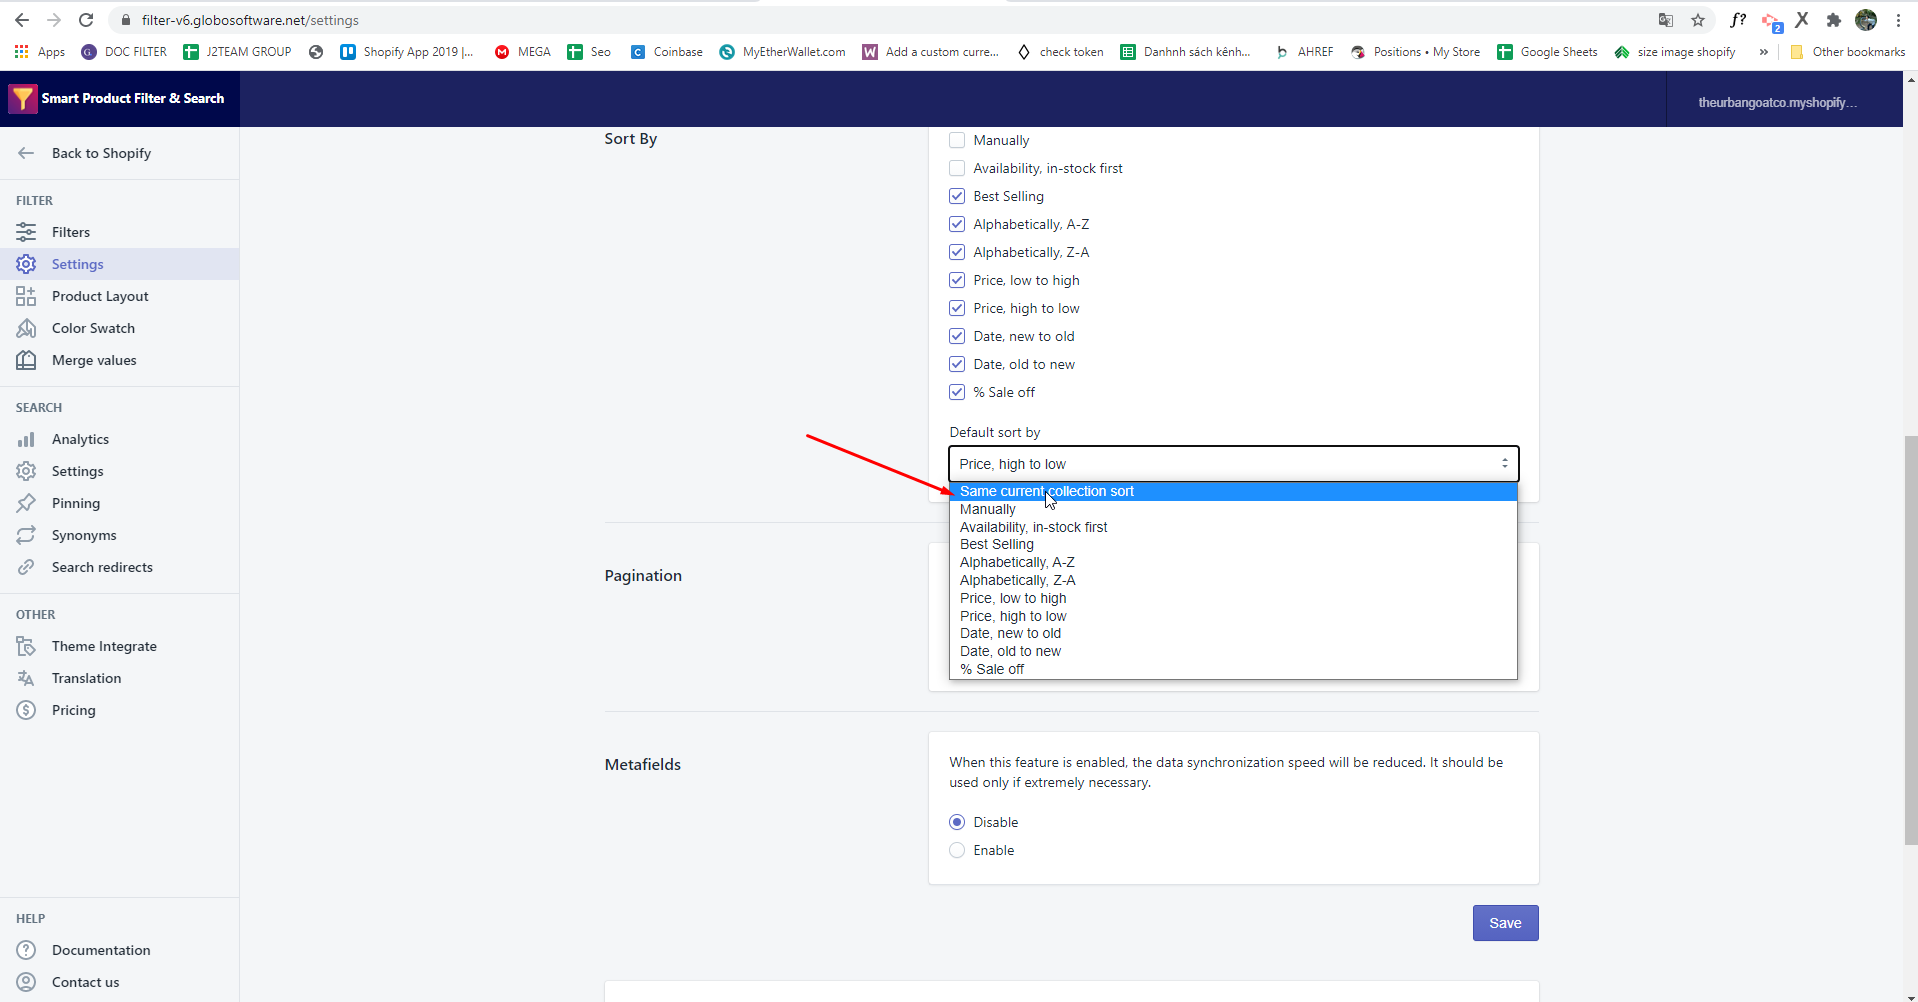 filter-v6.globosoftware.net/settings
f?
X
2
Apps
DOC FILTER
J2TEAM GROUP
Shopify App 2019 |...
MEGA
Seo
Coinbase
MyEtherWallet.com
Add a custom curre...
check token
Danhnh sách kênh...
AHREF
Positions • My Store
Google Sheets
size image shopify
»
Other bookmarks
Smart Product Filter & Search
theurbangoatco.myshopify...
Back to Shopify
FILTER
Filters
Settings
Product Layout
Color Swatch
Merge values
SEARCH
Analytics
Settings
Pinning
Synonyms
Search redirects
OTHER
Theme Integrate
Translation
Pricing
HELP
Documentation
Contact us
Sort By
Manually
Availability, in-stock first
Best Selling
Alphabetically, A-Z
Alphabetically, Z-A
Price, low to high
Price, high to low
Date, new to old
Date, old to new
% Sale off
Default sort by
Price, high to low
Same current collection sort
Manually
Availability, in-stock first
Best Selling
Alphabetically, A-Z
Alphabetically, Z-A
Price, low to high
Price, high to low
Date, new to old
Date, old to new
% Sale off
Pagination
Metafields
When this feature is enabled, the data synchronization speed will be reduced. It should be
used only if extremely necessary.
Disable
Enable
Save